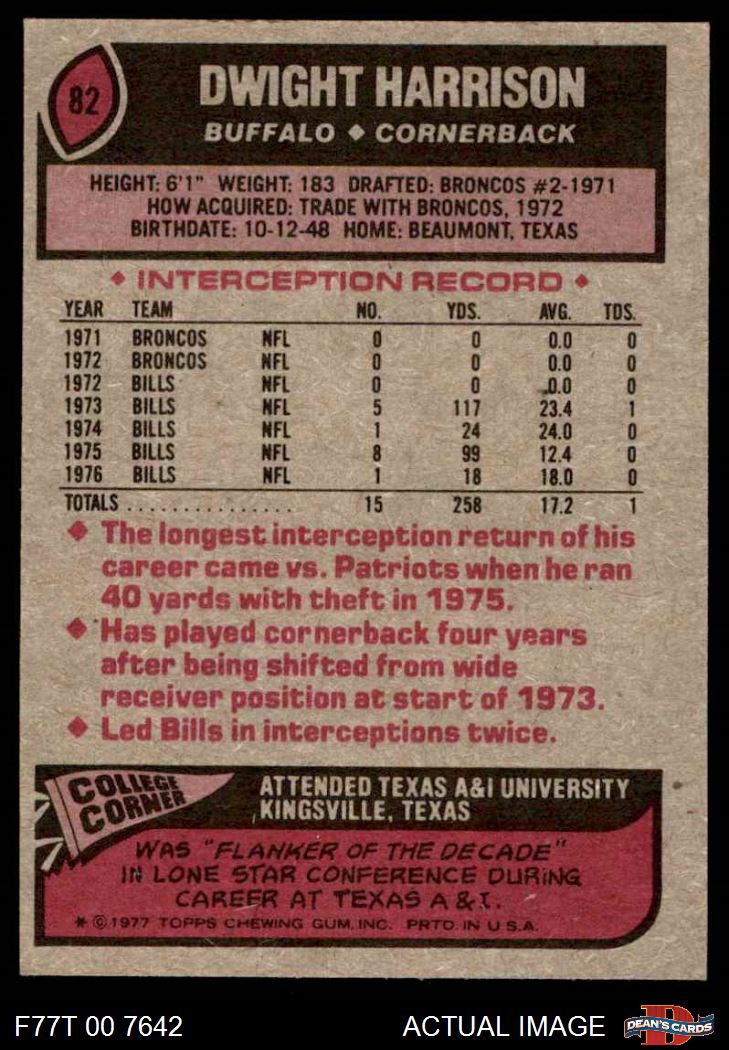 82
DWIGHT HARRISON
BUFFALO ◆ CORNERBACK
HEIGHT: 6'1" WEIGHT: 183 DRAFTED: BRONCOS #2-1971
HOW ACQUIRED: TRADE WITH BRONCOS, 1972
BIRTHDATE: 10-12-48 HOME: BEAUMONT, TEXAS
◆ INTERCEPTION RECORD ◆
YEAR TEAM NO. YDS. AVG. TDS.
1971 BRONCOS NFL 0 0 0.0 0
1972 BRONCOS NFL 0 0 0.0 0
1972 BILLS NFL 0 0 0.0 0
1973 BILLS NFL 5 117 23.4 1
1974 BILLS NFL 1 24 24.0 0
1975 BILLS NFL 8 99 12.4 0
1976 BILLS NFL 1 18 18.0 0
TOTALS ................ 15 258 17.2 1
◆ The longest interception return of his
career came vs. Patriots when he ran
40 yards with theft in 1975.
◆ Has played cornerback four years
after being shifted from wide
receiver position at start of 1973.
◆ Led Bills in interceptions twice.
COLLEGE
CORNER
ATTENDED TEXAS A&I UNIVERSITY
KINGSVILLE, TEXAS
WAS "FLANKER OF THE DECADE"
IN LONE STAR CONFERENCE DURING
CAREER AT TEXAS A & I.
* © 1977 TOPPS CHEWING GUM, INC. PRTD. IN U.S.A.
F77T 00 7642
ACTUAL IMAGE
D
DEAN'S CARDS